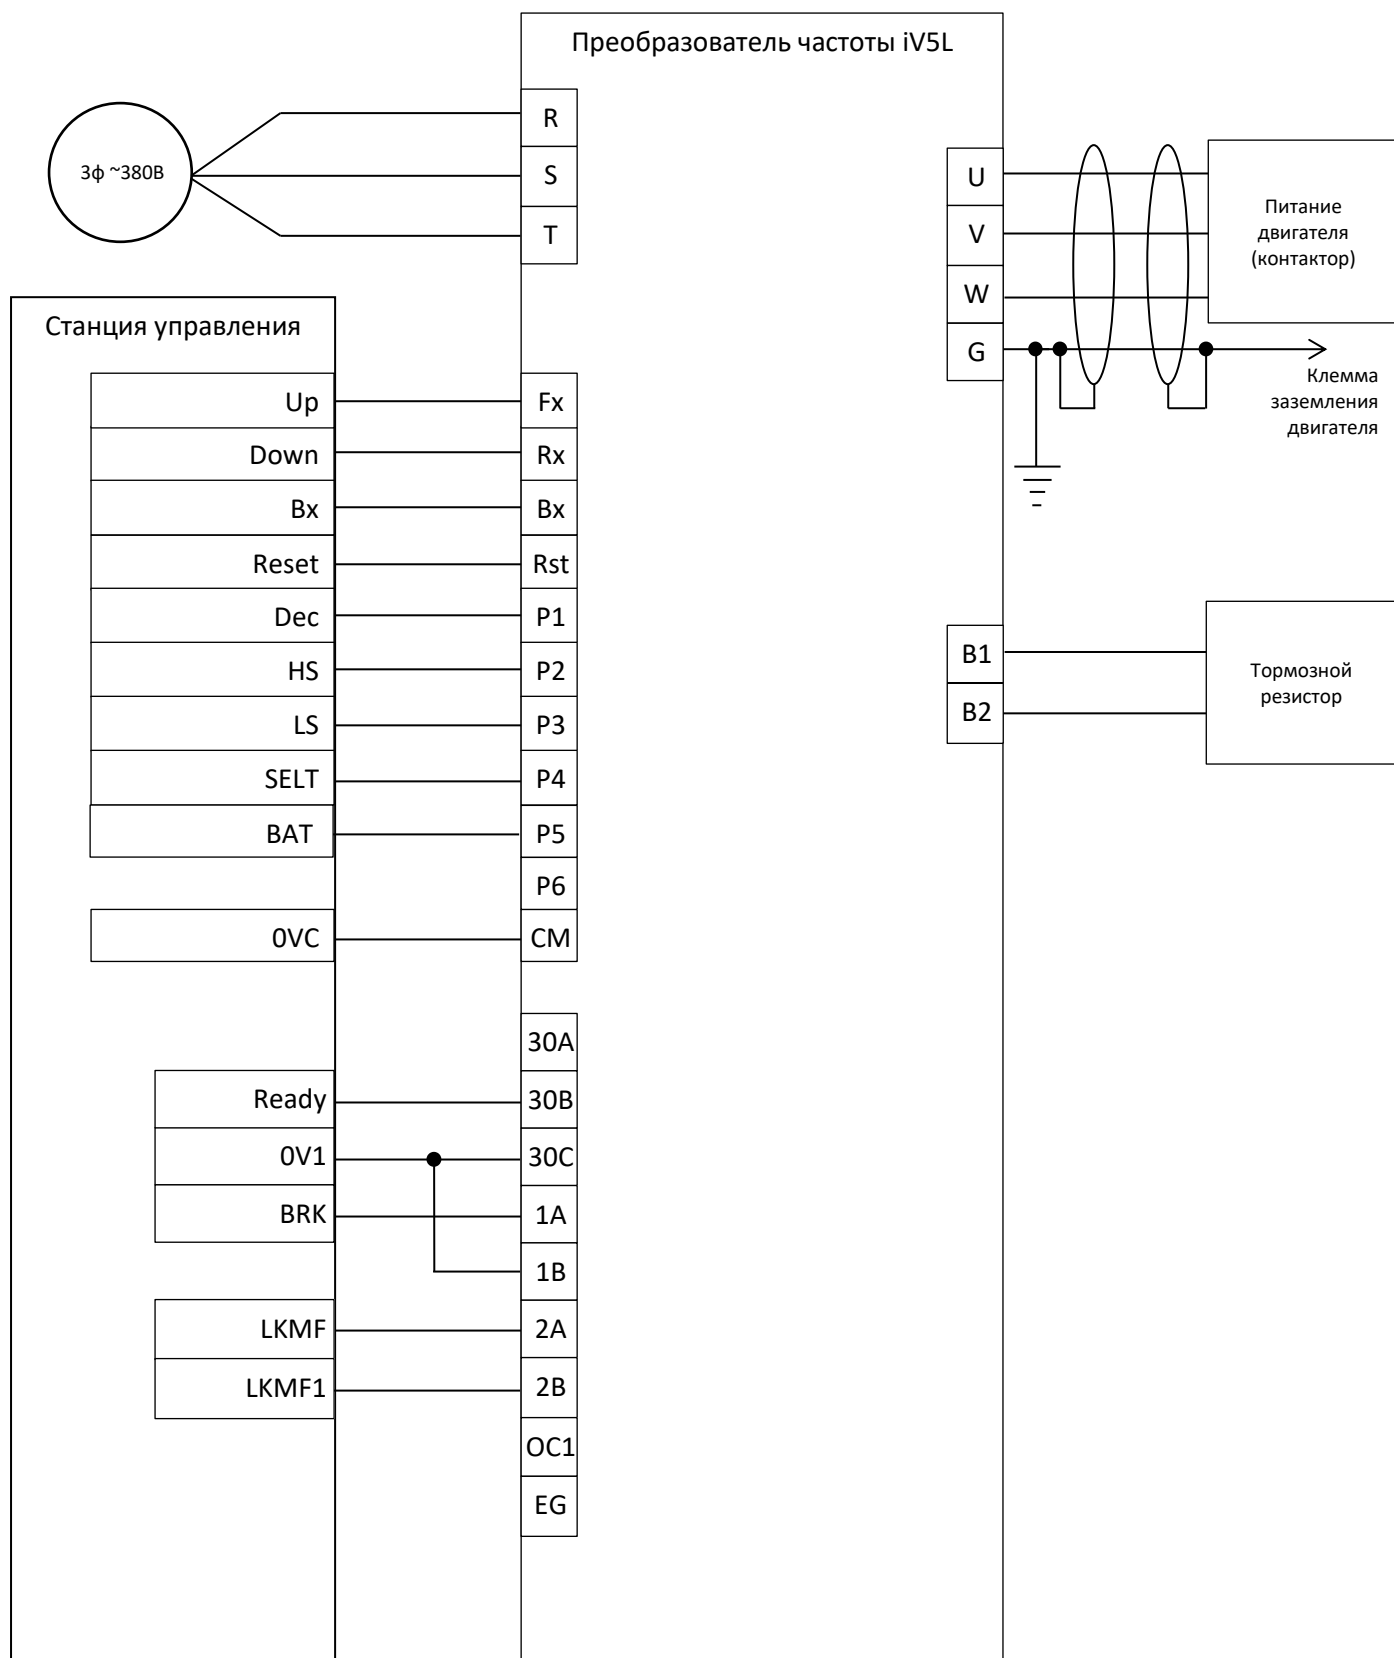 Преобразователь частоты iV5L
R
3ф ~380В
S
T
U
V
W
G
Питание
двигателя
(контактор)
Клемма
заземления
двигателя
Станция управления
Up
Fx
Down
Rx
Bx
Bx
Reset
Rst
Dec
P1
HS
P2
LS
P3
SELT
P4
BAT
P5
P6
0VC
CM
B1
B2
Тормозной
резистор
30A
Ready
30B
0V1
30C
BRK
1A
1B
LKMF
2A
LKMF1
2B
OC1
EG